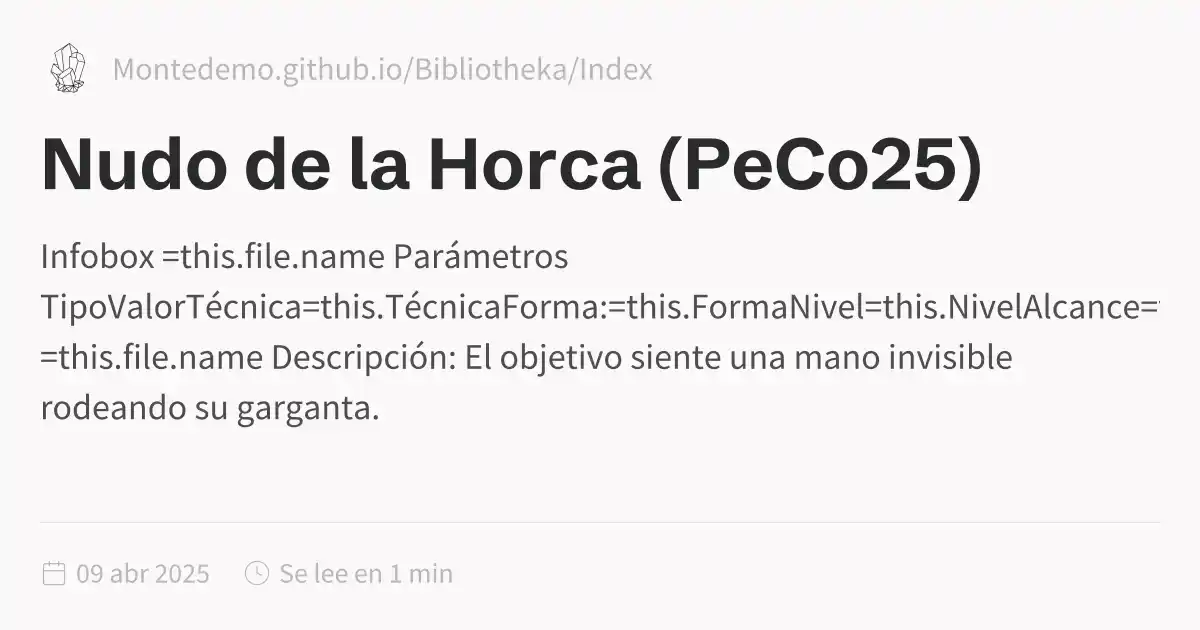 Montedemo.github.io/Bibliotheka/Index
Nudo de la Horca (PeCo25)
Infobox =this.file.name Parámetros
TipoValorTécnica=this.TécnicaForma:=this.FormaNivel=this.NivelAlcance=
=this.file.name Descripción: El objetivo siente una mano invisible
rodeando su garganta.
09 abr 2025
Se lee en 1 min